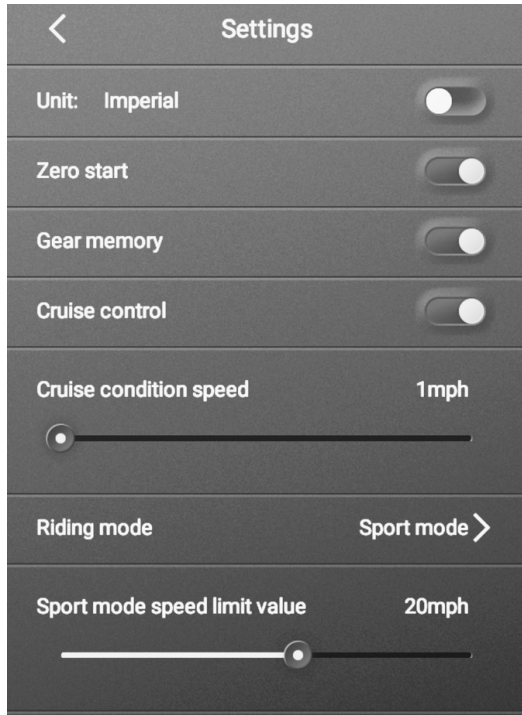 Settings
Unit: Imperial
Zero start
Gear memory
Cruise control
Cruise condition speed 1mph
Riding mode Sport mode
Sport mode speed limit value 20mph